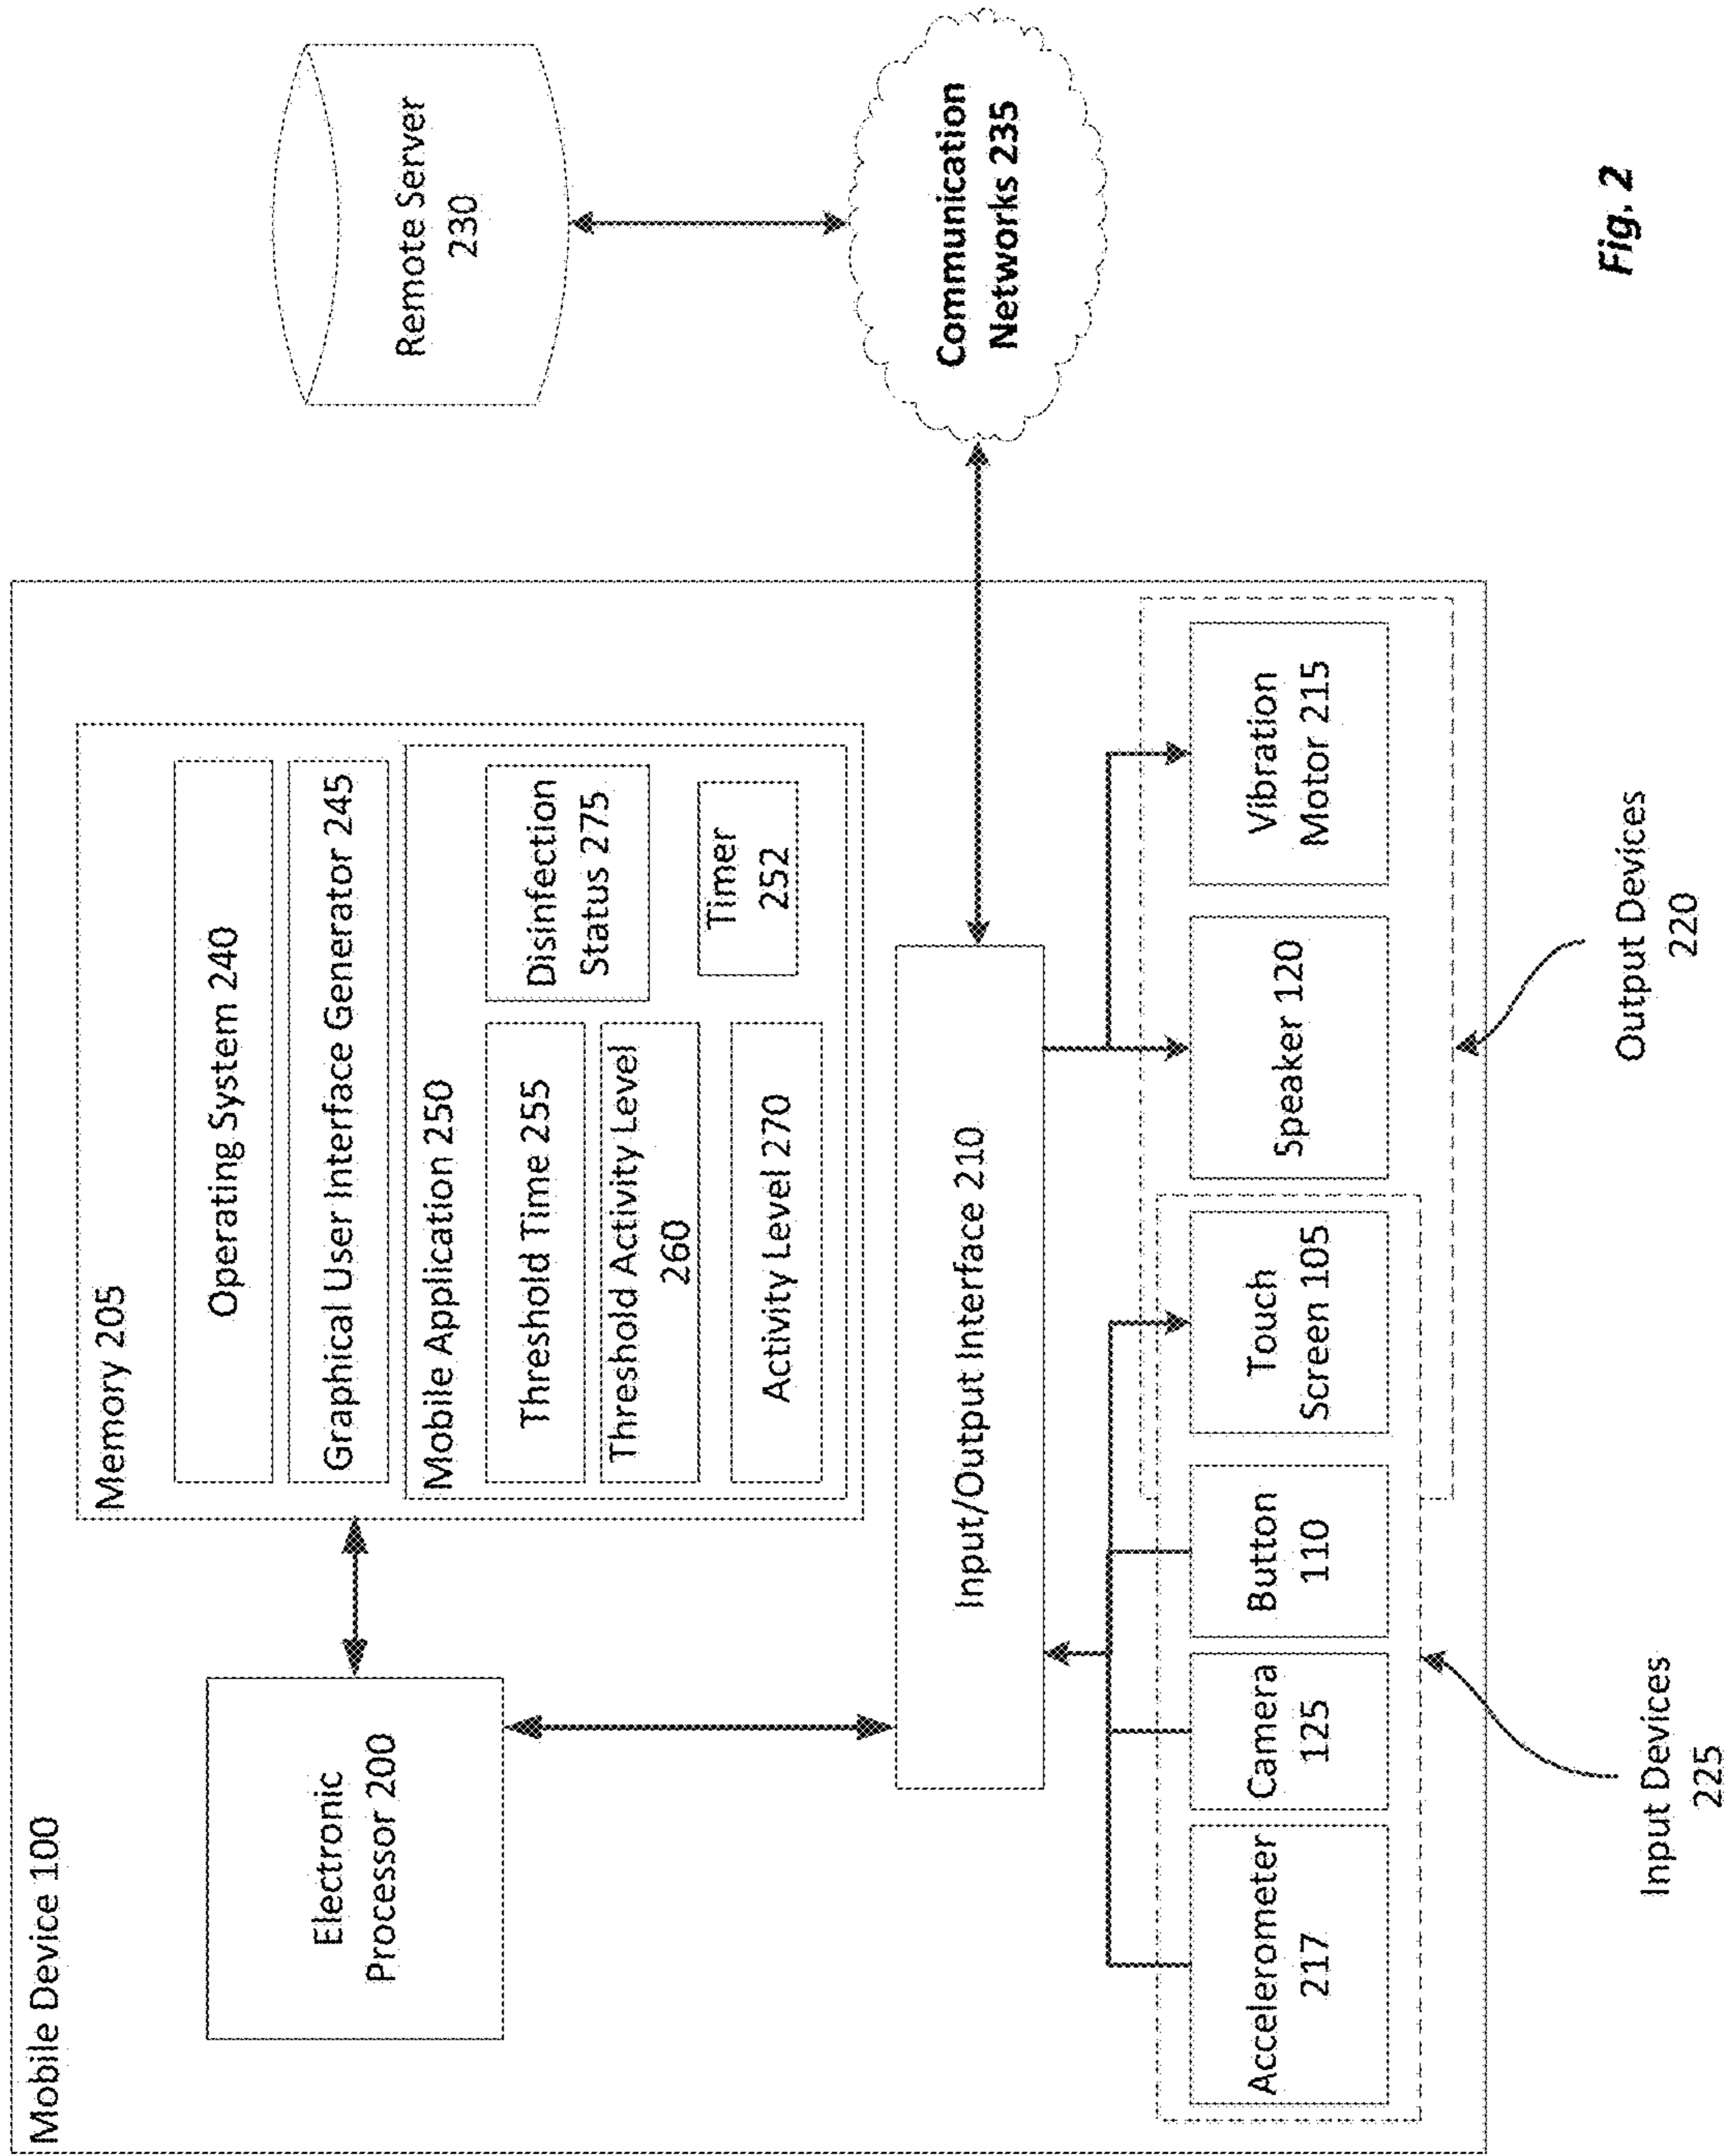 Mobile Device 100
Electronic
Processor 200
Memory 205
Operating System 240
Graphical User Interface Generator 245
Mobile Application 250
Threshold Time 255
Threshold Activity Level
260
Activity Level 270
Disinfection
Status 275
Timer
252
Remote Server
230
Communication
Networks 235
Input/Output Interface 210
Accelerometer
217
Camera
125
Button
110
Touch
Screen 105
Speaker 120
Vibration
Motor 215
Input Devices
225
Output Devices
220
Fig. 2